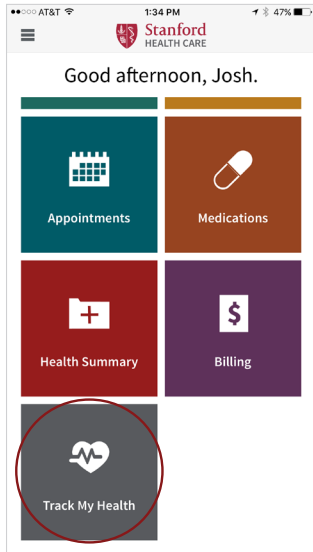 AT&T 1:34 PM 47%
Stanford
HEALTH CARE
Good afternoon, Josh.
Appointments Medications
Health Summary Billing
$
Track My Health